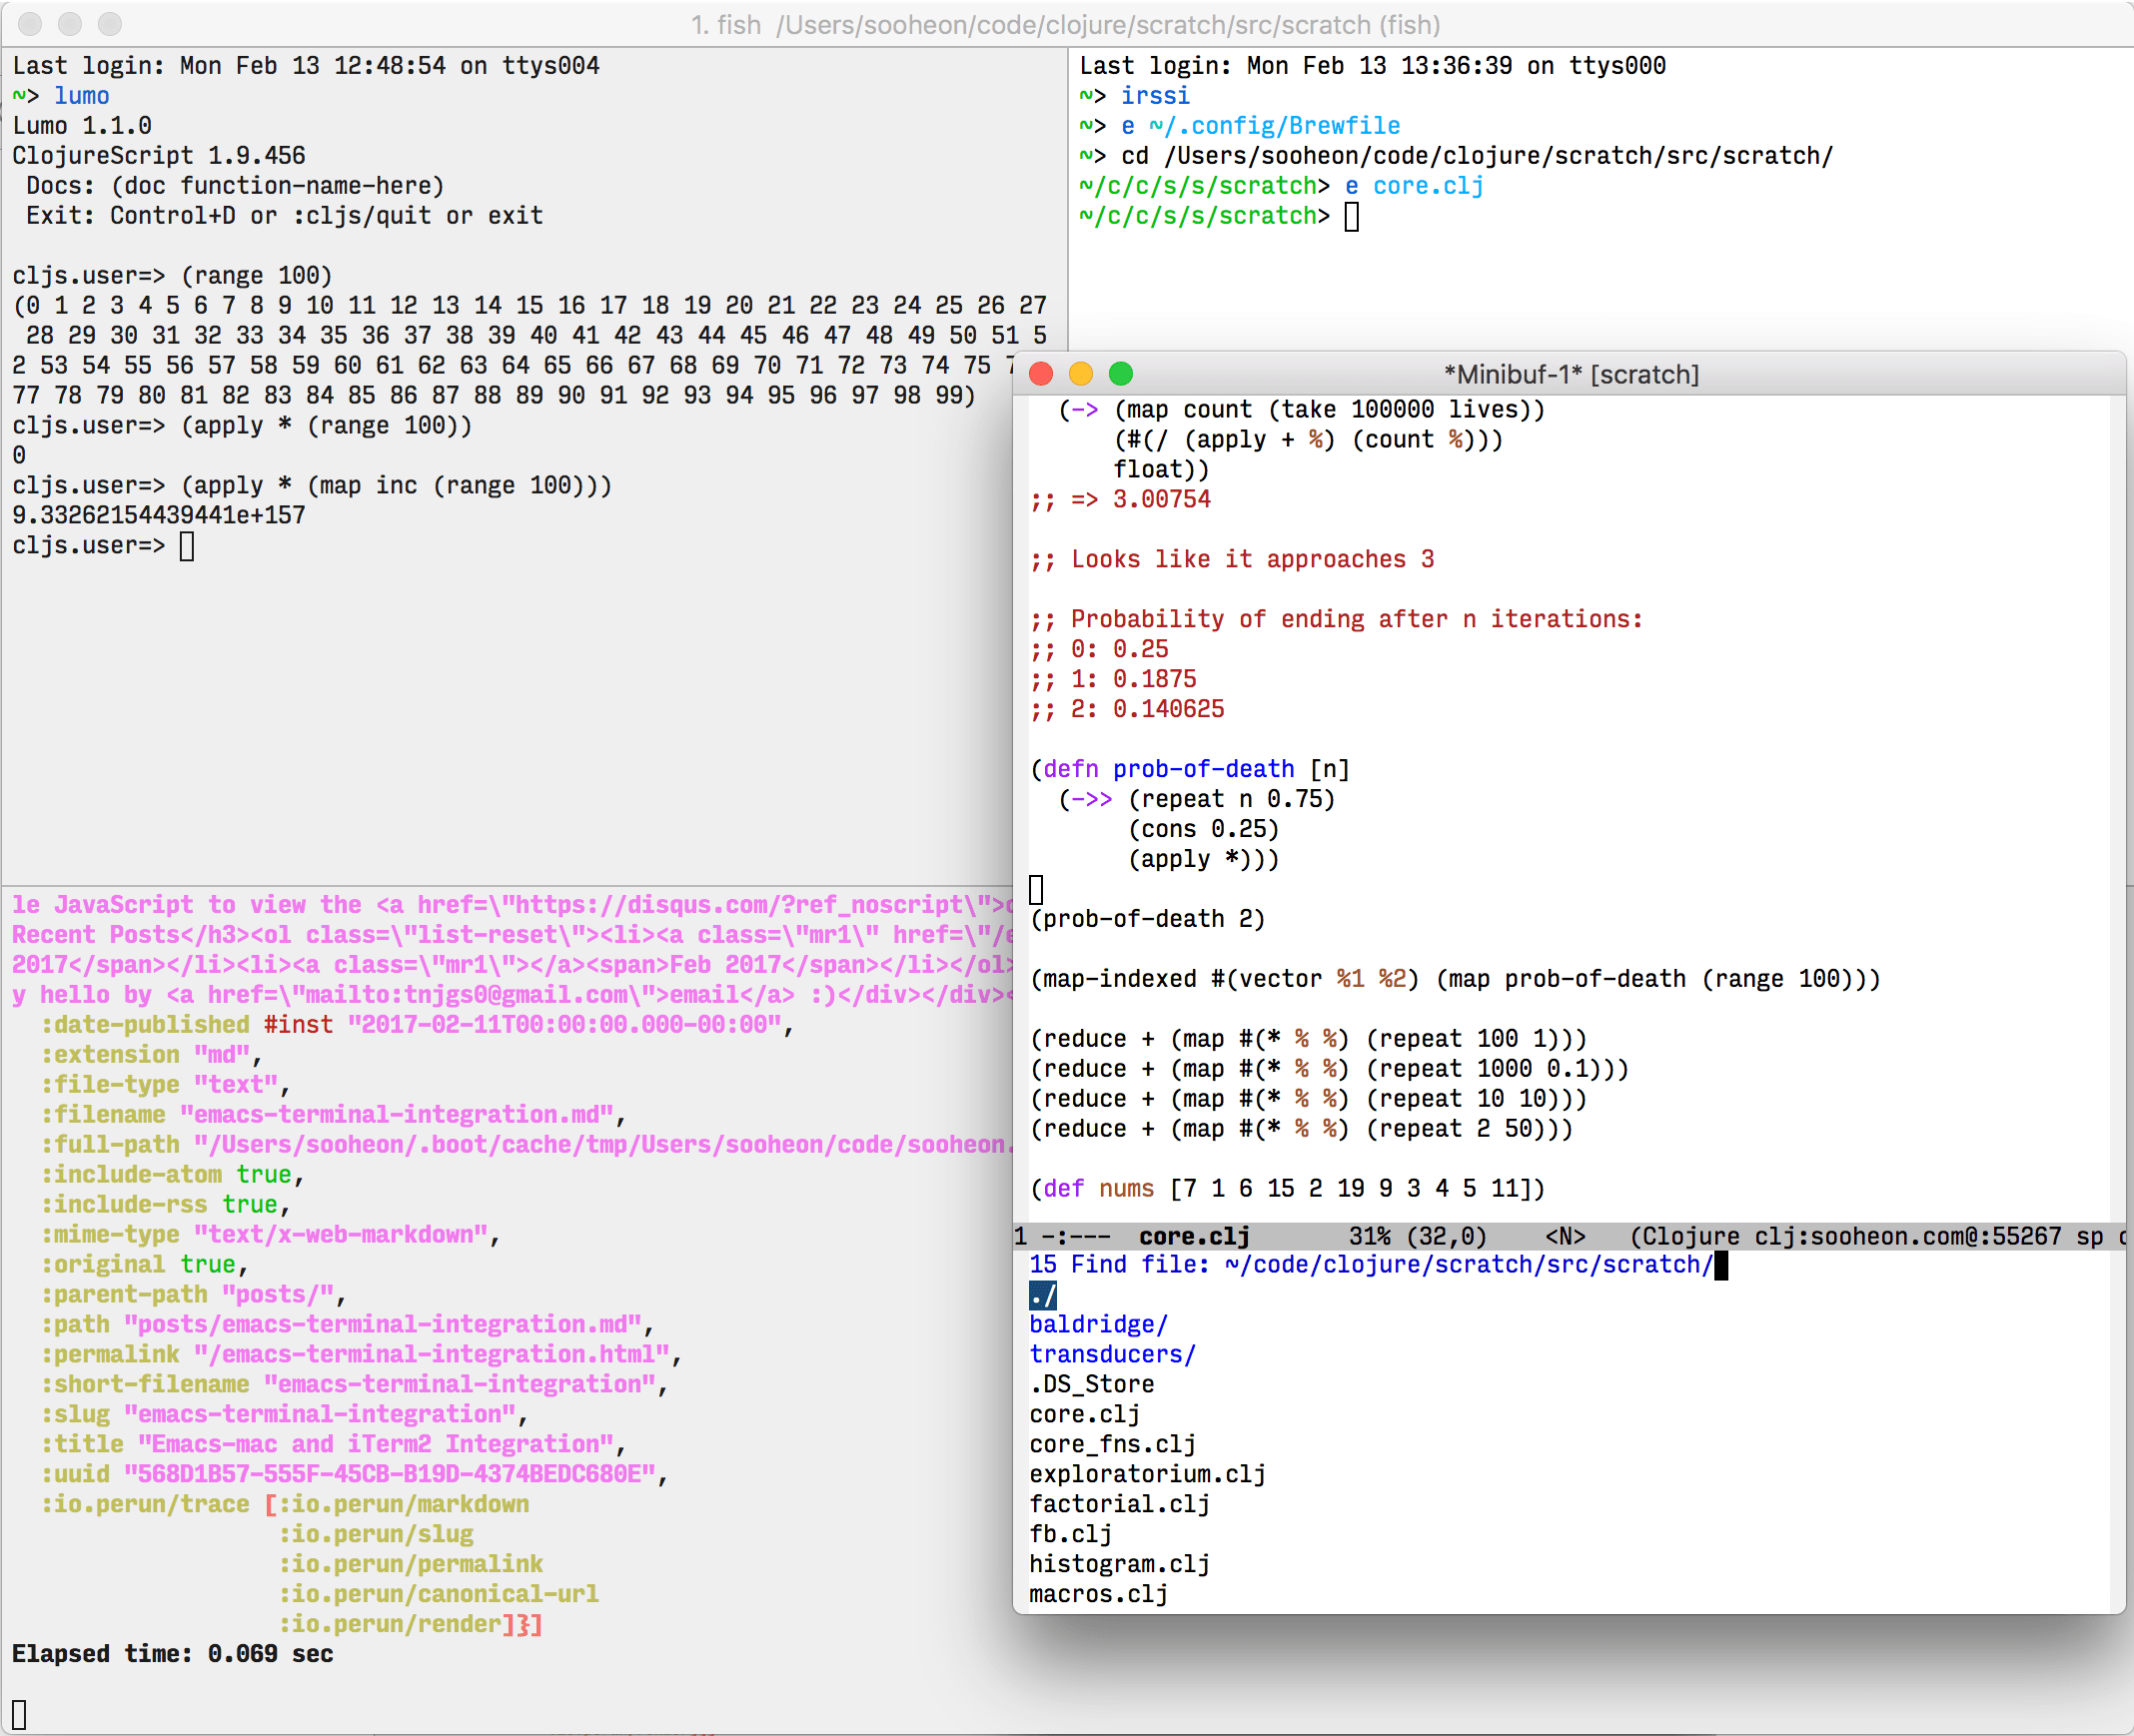 1. fish  /Users/sooheon/code/clojure/scratch/src/scratch (fish)
Last login: Mon Feb 13 12:48:54 on ttys004
~> lumo
Lumo 1.1.0
ClojureScript 1.9.456
 Docs: (doc function-name-here)
 Exit: Control+D or :cljs/quit or exit
cljs.user=> (range 100)
(0 1 2 3 4 5 6 7 8 9 10 11 12 13 14 15 16 17 18 19 20 21 22 23 24 25 26 27
 28 29 30 31 32 33 34 35 36 37 38 39 40 41 42 43 44 45 46 47 48 49 50 51 5
2 53 54 55 56 57 58 59 60 61 62 63 64 65 66 67 68 69 70 71 72 73 74 75
77 78 79 80 81 82 83 84 85 86 87 88 89 90 91 92 93 94 95 96 97 98 99)
cljs.user=> (apply * (range 100))
0
cljs.user=> (apply * (map inc (range 100)))
9.33262154439441e+157
cljs.user=>
Last login: Mon Feb 13 13:36:39 on ttys000
~> irssi
~> e ~/.config/Brewfile
~> cd /Users/sooheon/code/clojure/scratch/src/scratch/
~/c/c/s/s/scratch> e core.clj
~/c/c/s/s/scratch>
le JavaScript to view the <a href=\"https://disqus.com/?ref_noscript\">
Recent Posts</h3><ol class=\"list-reset\"><li><a class=\"mr1\" href=\"/
2017</span></li><li><a class=\"mr1\"></a><span>Feb 2017</span></li></ol>
y hello by <a href=\"mailto:tnjgs0@gmail.com\">email</a> :)</div></div><
  :date-published #inst "2017-02-11T00:00:00.000-00:00",
  :extension "md",
  :file-type "text",
  :filename "emacs-terminal-integration.md",
  :full-path "/Users/sooheon/.boot/cache/tmp/Users/sooheon/code/sooheon.
  :include-atom true,
  :include-rss true,
  :mime-type "text/x-web-markdown",
  :original true,
  :parent-path "posts/",
  :path "posts/emacs-terminal-integration.md",
  :permalink "/emacs-terminal-integration.html",
  :short-filename "emacs-terminal-integration",
  :slug "emacs-terminal-integration",
  :title "Emacs-mac and iTerm2 Integration",
  :uuid "568D1B57-555F-45CB-B19D-4374BEDC680E",
  :io.perun/trace [:io.perun/markdown
                   :io.perun/slug
                   :io.perun/permalink
                   :io.perun/canonical-url
                   :io.perun/render]}]
Elapsed time: 0.069 sec
*Minibuf-1* [scratch]
  (-> (map count (take 100000 lives))
      (#(/ (apply + %) (count %)))
      float))
;; => 3.00754
;; Looks like it approaches 3
;; Probability of ending after n iterations:
;; 0: 0.25
;; 1: 0.1875
;; 2: 0.140625
(defn prob-of-death [n]
  (->> (repeat n 0.75)
       (cons 0.25)
       (apply *)))
(prob-of-death 2)
(map-indexed #(vector %1 %2) (map prob-of-death (range 100)))
(reduce + (map #(* % %) (repeat 100 1)))
(reduce + (map #(* % %) (repeat 1000 0.1)))
(reduce + (map #(* % %) (repeat 10 10)))
(reduce + (map #(* % %) (repeat 2 50)))
(def nums [7 1 6 15 2 19 9 3 4 5 11])
1 -:---  core.clj       31% (32,0)    <N>   (Clojure clj:sooheon.com@:55267 sp
15 Find file: ~/code/clojure/scratch/src/scratch/
./
baldridge/
transducers/
.DS_Store
core.clj
core_fns.clj
exploratorium.clj
factorial.clj
fb.clj
histogram.clj
macros.clj